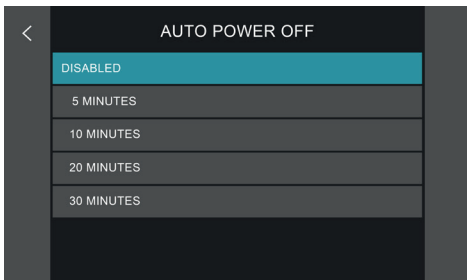 AUTO POWER OFF
DISABLED
5 MINUTES
10 MINUTES
20 MINUTES
30 MINUTES